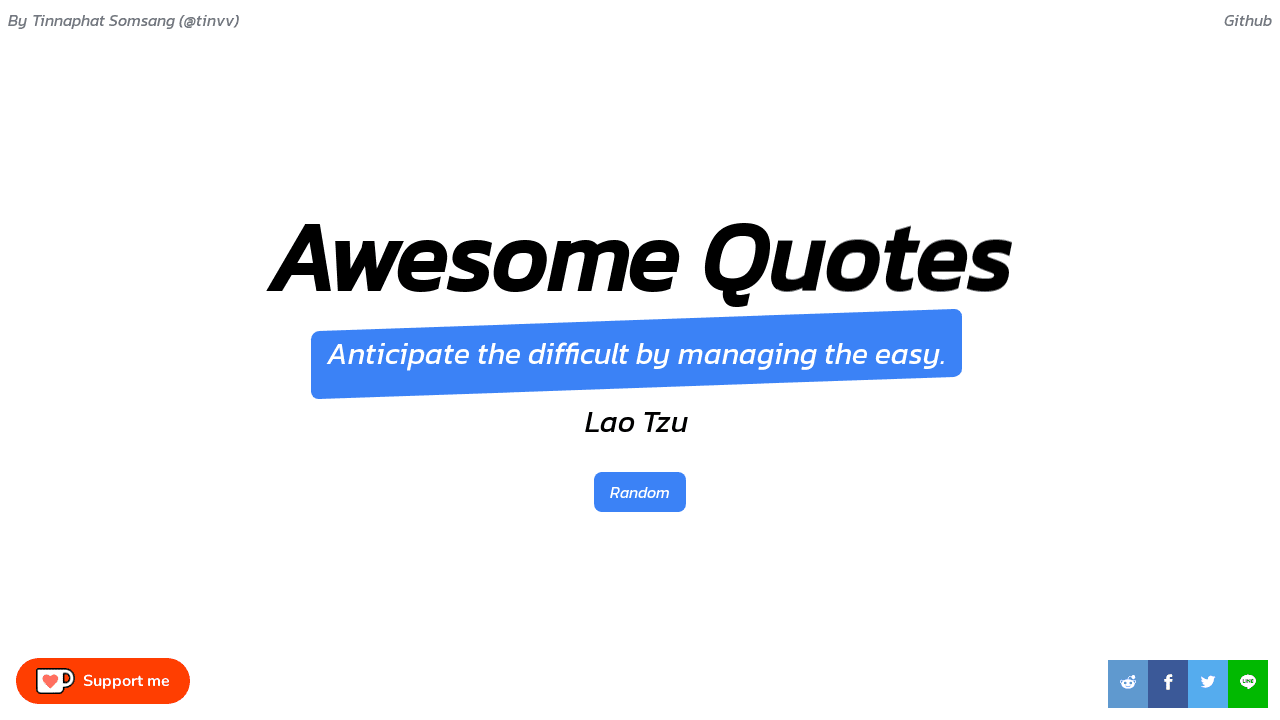 By Tinnaphat Somsang (@tinvv)
Github
Awesome Quotes
Anticipate the difficult by managing the easy.
Lao Tzu
Random
Support me
LINE